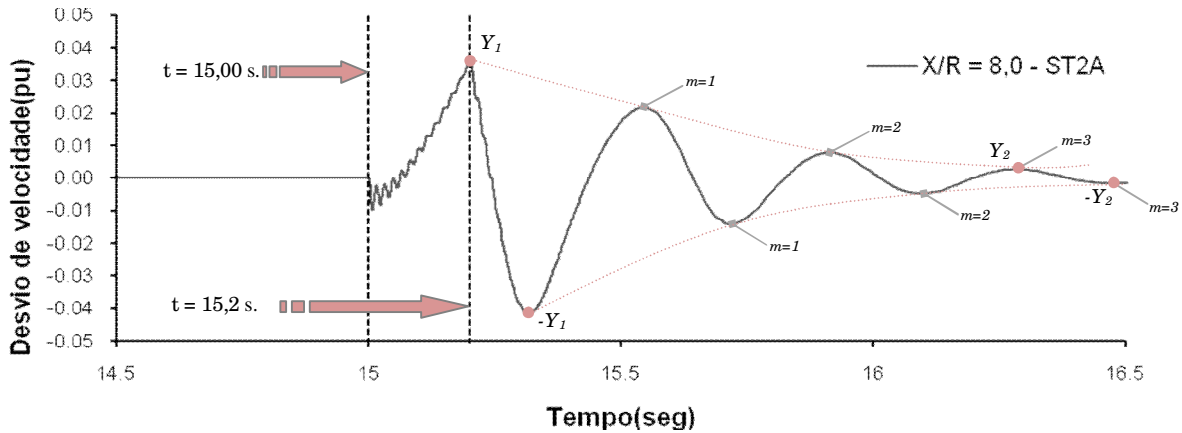 Desvio de velocidade(pu)
0.05
0.04
0.03
0.02
0.01
0.00
-0.01
-0.02
-0.03
-0.04
-0.05
t = 15,00 s.
t = 15,2 s.
Y1
-Y1
m=1
m=1
m=2
m=2
Y2
m=3
-Y2
m=3
X/R = 8,0 - ST2A
14.5
15
15.5
16
16.5
Tempo(seg)